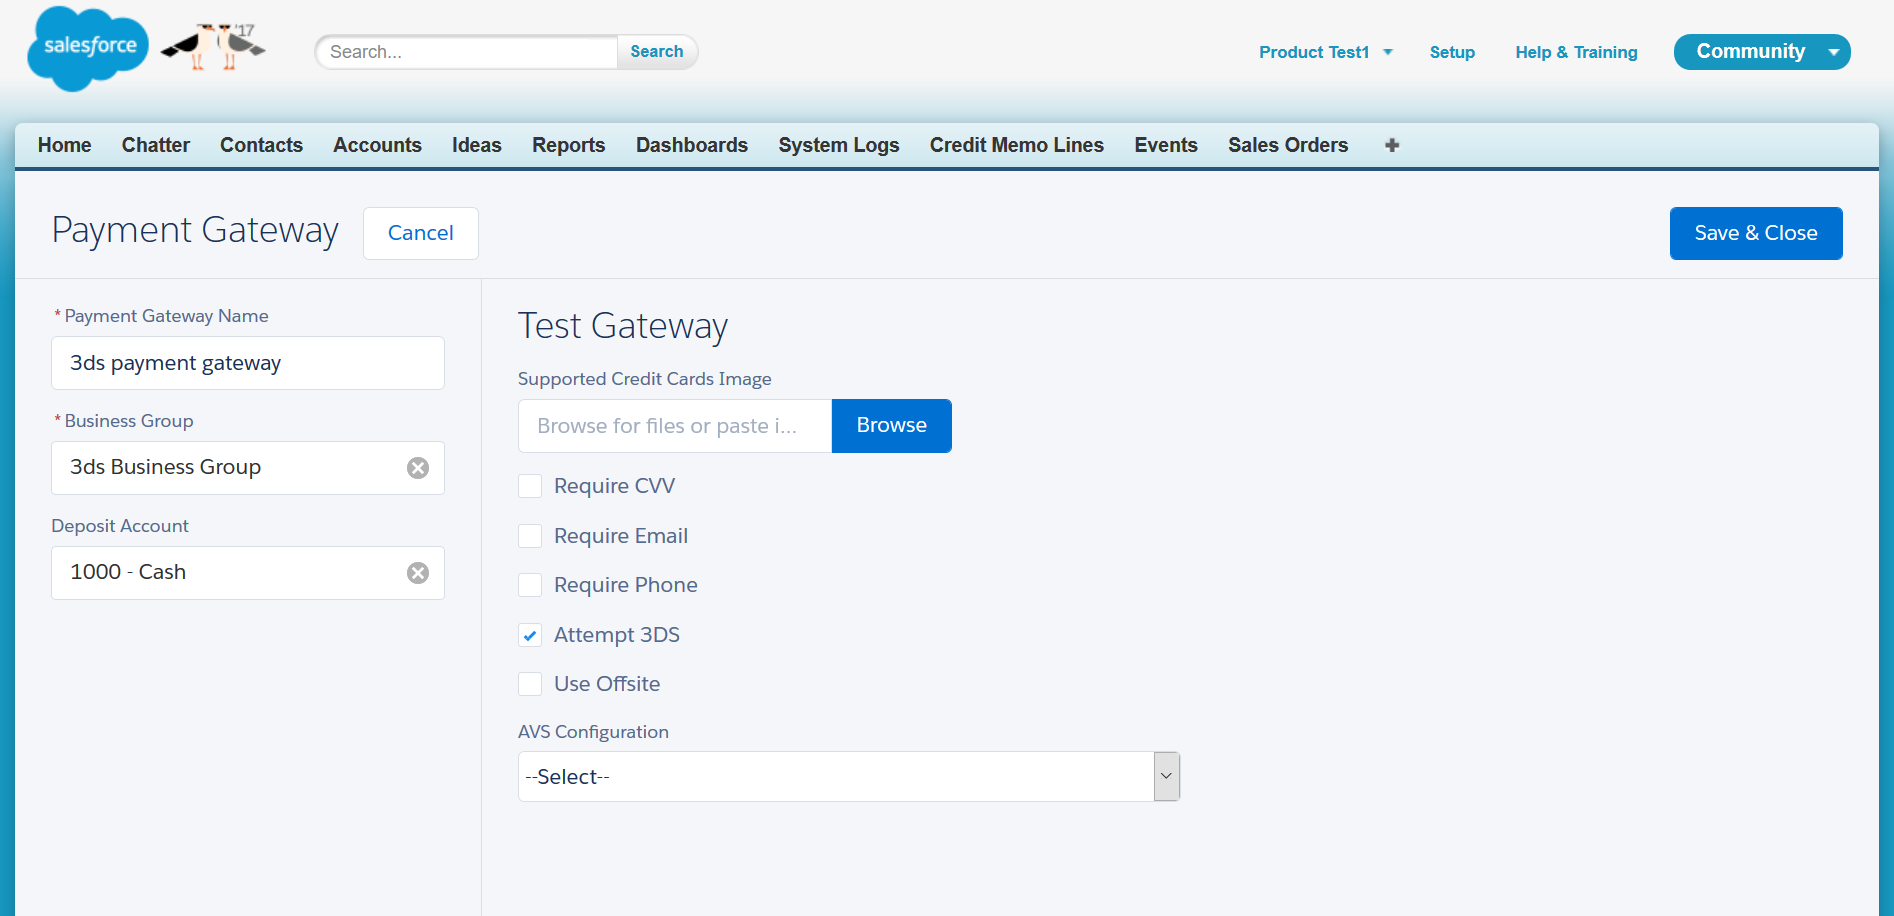 salesforce '17 Search... Search Product Test1 Setup Help & Training Community
Home Chatter Contacts Accounts Ideas Reports Dashboards System Logs Credit Memo Lines Events Sales Orders +
Payment Gateway Cancel Save & Close
* Payment Gateway Name
3ds payment gateway
* Business Group
3ds Business Group
Deposit Account
1000 - Cash
Test Gateway
Supported Credit Cards Image
Browse for files or paste i... Browse
Require CVV
Require Email
Require Phone
Attempt 3DS
Use Offsite
AVS Configuration
--Select--